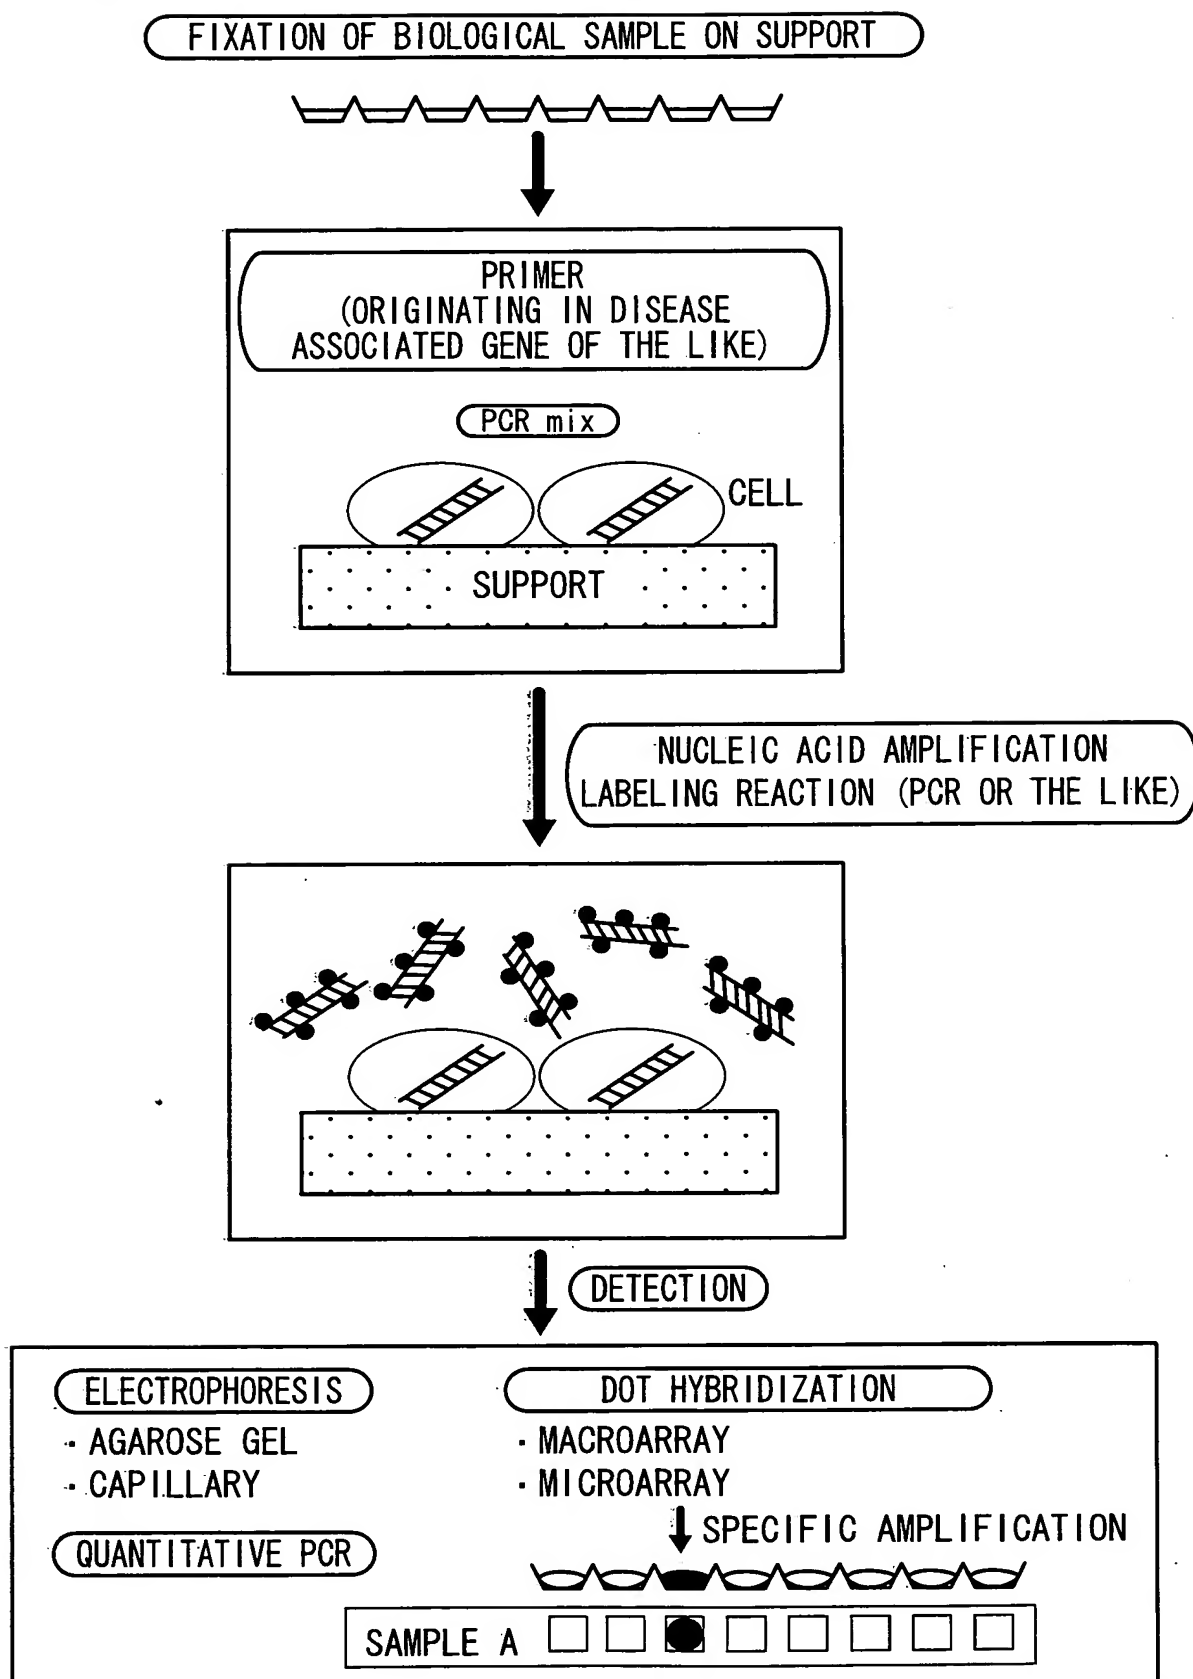 FIXATION OF BIOLOGICAL SAMPLE ON SUPPORT
PRIMER
(ORIGINATING IN DISEASE
ASSOCIATED GENE OF THE LIKE)
PCR mix
CELL
SUPPORT
NUCLEIC ACID AMPLIFICATION
LABELING REACTION (PCR OR THE LIKE)
DETECTION
ELECTROPHORESIS
· AGAROSE GEL
· CAPILLARY
QUANTITATIVE PCR
DOT HYBRIDIZATION
· MACROARRAY
· MICROARRAY
SPECIFIC AMPLIFICATION
SAMPLE A